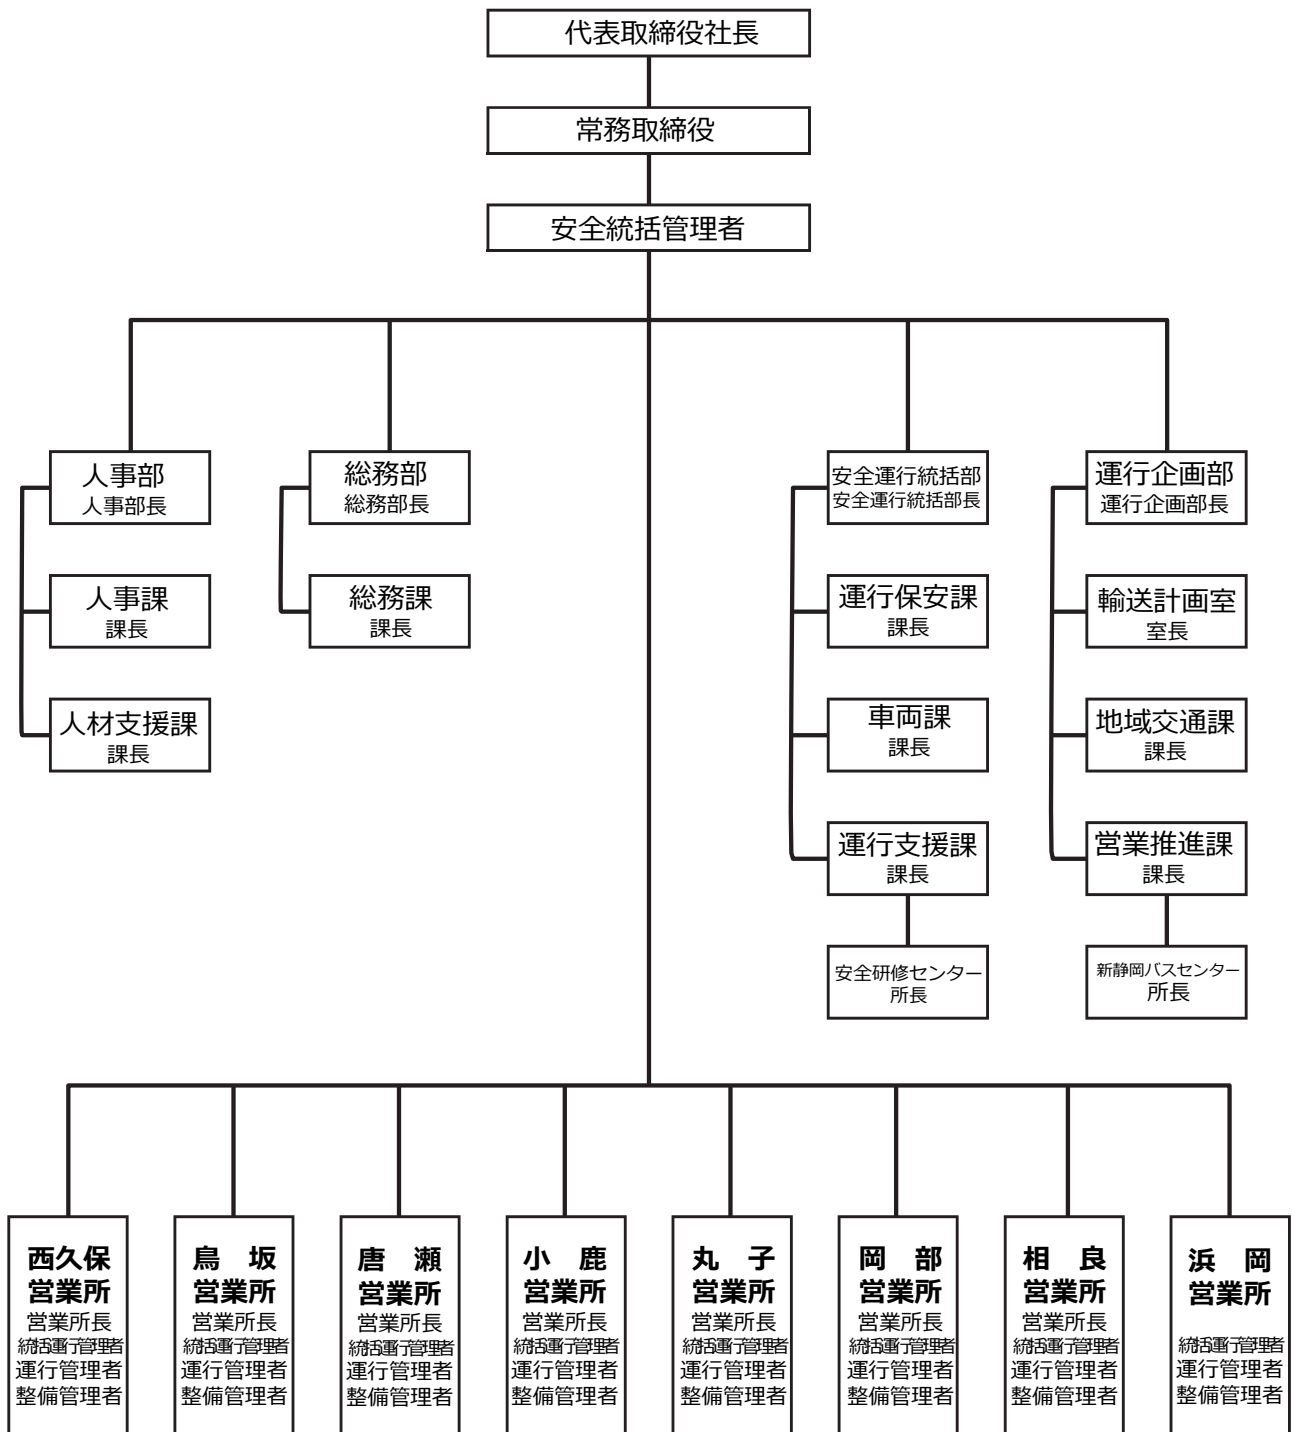 代表取締役社長
常務取締役
安全統括管理者
人事部
人事部長
人事課
課長
人材支援課
課長
総務部
総務部長
総務課
課長
安全運行統括部
安全運行統括部長
運行保安課
課長
車両課
課長
運行支援課
課長
安全研修センター
所長
運行企画部
運行企画部長
輸送計画室
室長
地域交通課
課長
営業推進課
課長
新静岡バスセンター
所長
西久保
営業所
営業所長
統括運行管理者
運行管理者
整備管理者
鳥　坂
営業所
営業所長
統括運行管理者
運行管理者
整備管理者
唐　瀬
営業所
営業所長
統括運行管理者
運行管理者
整備管理者
小　鹿
営業所
営業所長
統括運行管理者
運行管理者
整備管理者
丸　子
営業所
営業所長
統括運行管理者
運行管理者
整備管理者
岡　部
営業所
営業所長
統括運行管理者
運行管理者
整備管理者
相　良
営業所
営業所長
統括運行管理者
運行管理者
整備管理者
浜　岡
営業所
統括運行管理者
運行管理者
整備管理者